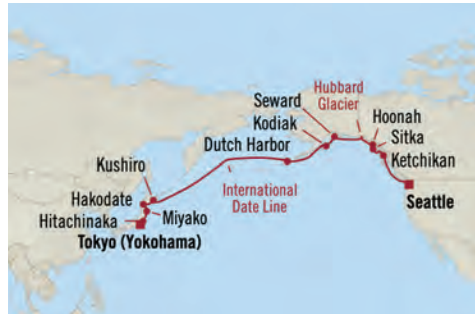 Hubbard
Glacier
Seward
Hoonah
Kodiak
Sitka
Dutch Harbor
Ketchikan
Kushiro
International
Date Line
Seattle
Hakodate
Miyako
Hitachinaka
Tokyo (Yokohama)